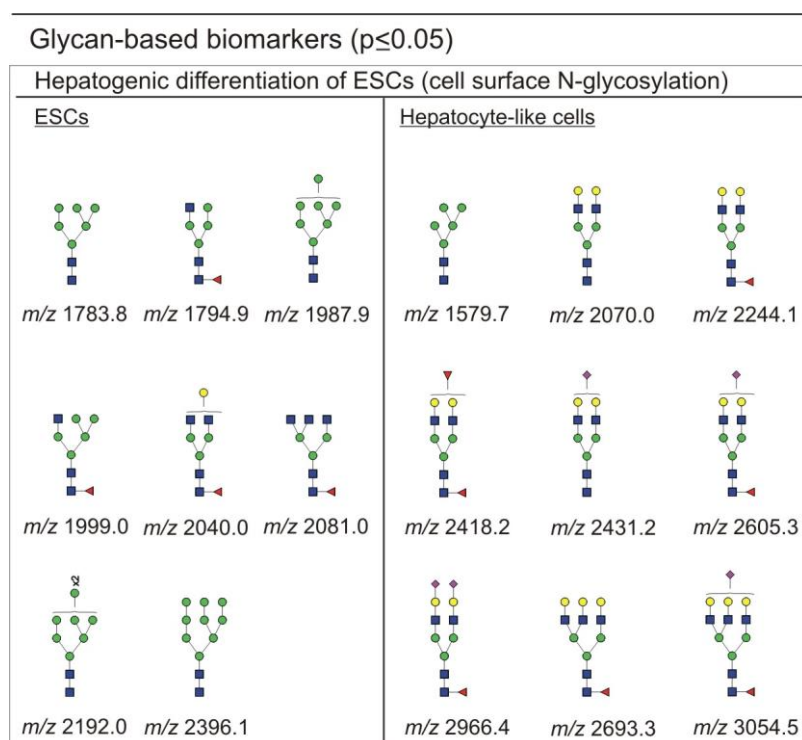 Glycan-based biomarkers (p≤0.05)
Hepatogenic differentiation of ESCs (cell surface N-glycosylation)
ESCs
m/z 1783.8 m/z 1794.9 m/z 1987.9
m/z 1999.0 m/z 2040.0 m/z 2081.0
x2
m/z 2192.0 m/z 2396.1
Hepatocyte-like cells
m/z 1579.7 m/z 2070.0 m/z 2244.1
m/z 2418.2 m/z 2431.2 m/z 2605.3
m/z 2966.4 m/z 2693.3 m/z 3054.5